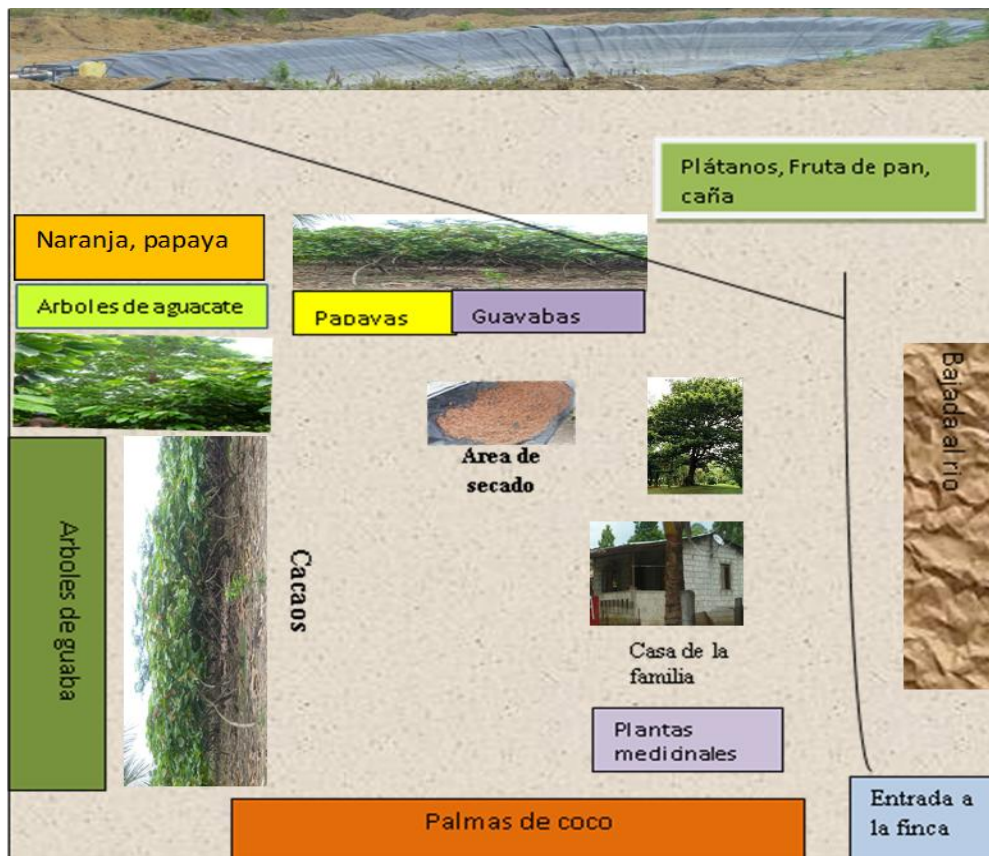 Plátanos, Fruta de pan,
caña
Naranja, papaya
Arboles de aguacate
Papayas
Guayabas
Bajada al rio
Area de
secado
Arboles de guaba
Cacaos
Casa de la
familia
Plantas
medicinales
Entrada a
la finca
Palmas de coco